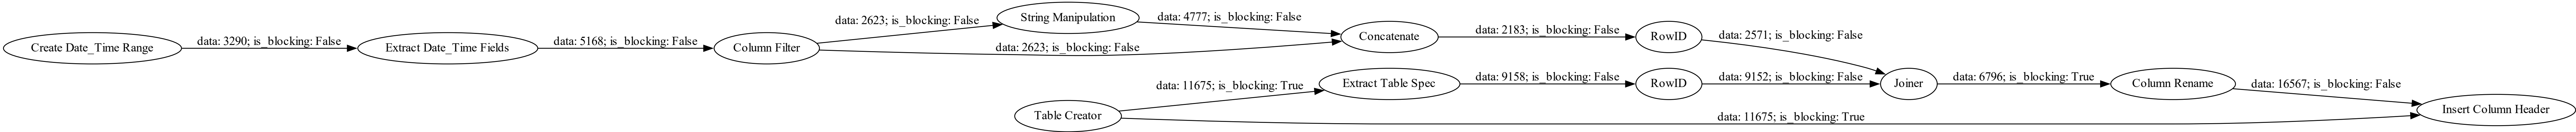 Create Date_Time Range
data: 3290; is_blocking: False
Extract Date_Time Fields
data: 5168; is_blocking: False
Column Filter
data: 2623; is_blocking: False
String Manipulation
data: 4777; is_blocking: False
data: 2623; is_blocking: False
Concatenate
data: 2183; is_blocking: False
RowID
data: 2571; is_blocking: False
Table Creator
data: 11675; is_blocking: True
Extract Table Spec
data: 9158; is_blocking: False
RowID
data: 9152; is_blocking: False
Joiner
data: 6796; is_blocking: True
Column Rename
data: 16567; is_blocking: False
data: 11675; is_blocking: True
Insert Column Header